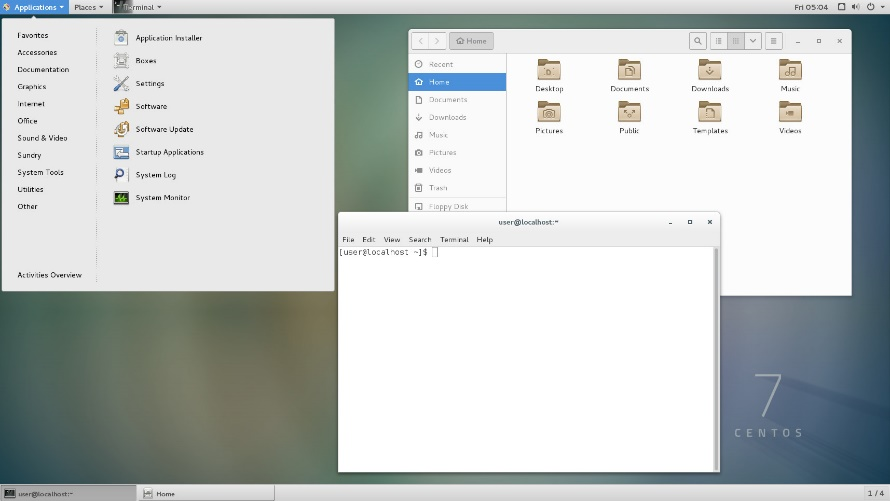 Applications Places Terminal Fri 05:04
Favorites
Accessories
Documentation
Graphics
Internet
Office
Sound & Video
Sundry
System Tools
Utilities
Other
Activities Overview
Application Installer
Boxes
Settings
Software
Software Update
Startup Applications
System Log
System Monitor
Home
Recent
Home
Documents
Downloads
Music
Pictures
Videos
Trash
Floppy Disk
Desktop Documents Downloads Music
Pictures Public Templates Videos
user@localhost:~
File Edit View Search Terminal Help
[user@localhost ~]$
7
CENTOS
user@localhost:~ Home 1 / 4